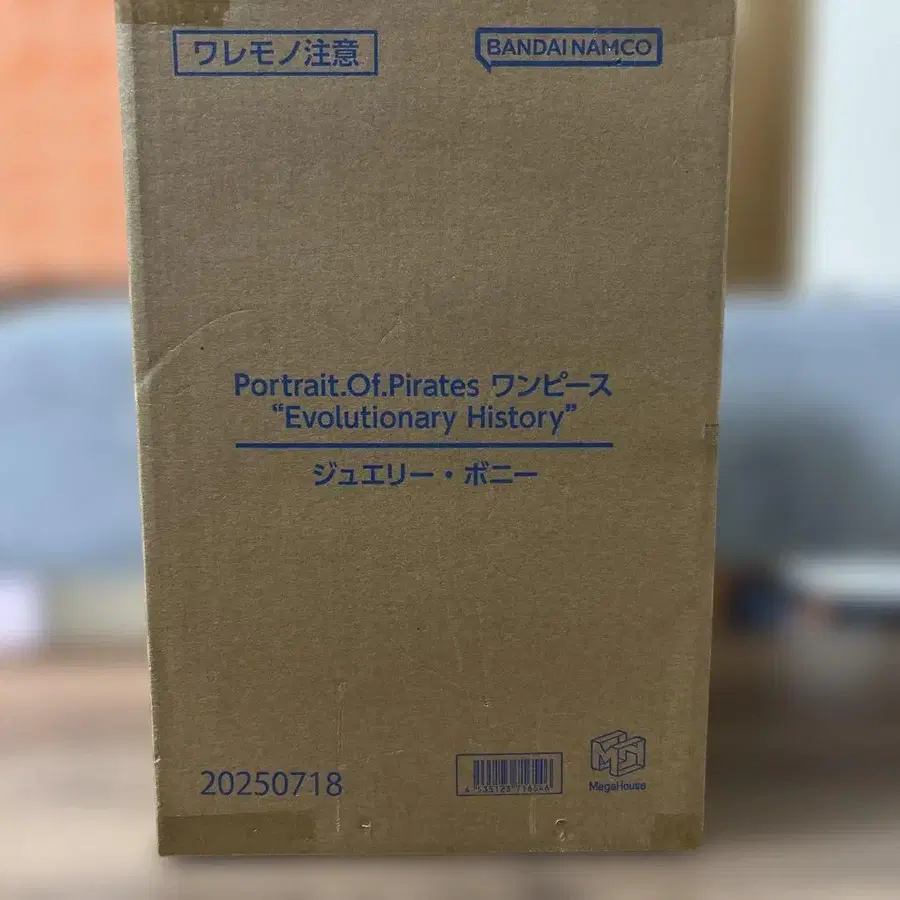 ワレモノ注意
BANDAI NAMCO
Portrait.Of.Pirates ワンピース
“Evolutionary History”
ジュエリー・ボニー
20250718
MegaHouse